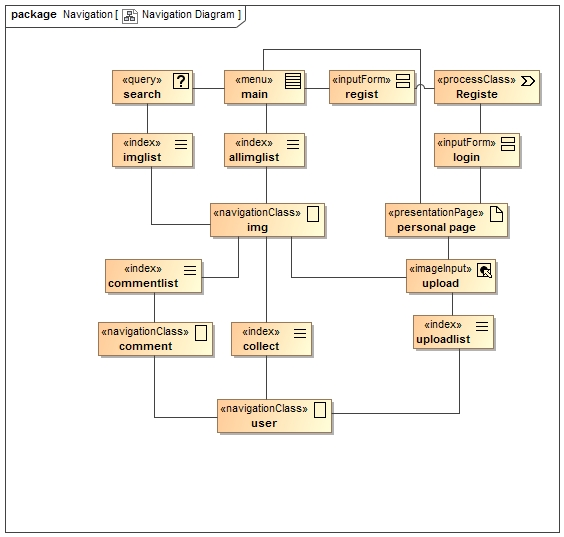 package Navigation [ Navigation Diagram ]
«query» ?
search
«menu»
main
«inputForm»
regist
«processClass»
Registe
«index»
imglist
«index»
allimglist
«inputForm»
login
«navigationClass»
img
«presentationPage»
personal page
«index»
commentlist
«imageInput»
upload
«navigationClass»
comment
«index»
collect
«index»
uploadlist
«navigationClass»
user